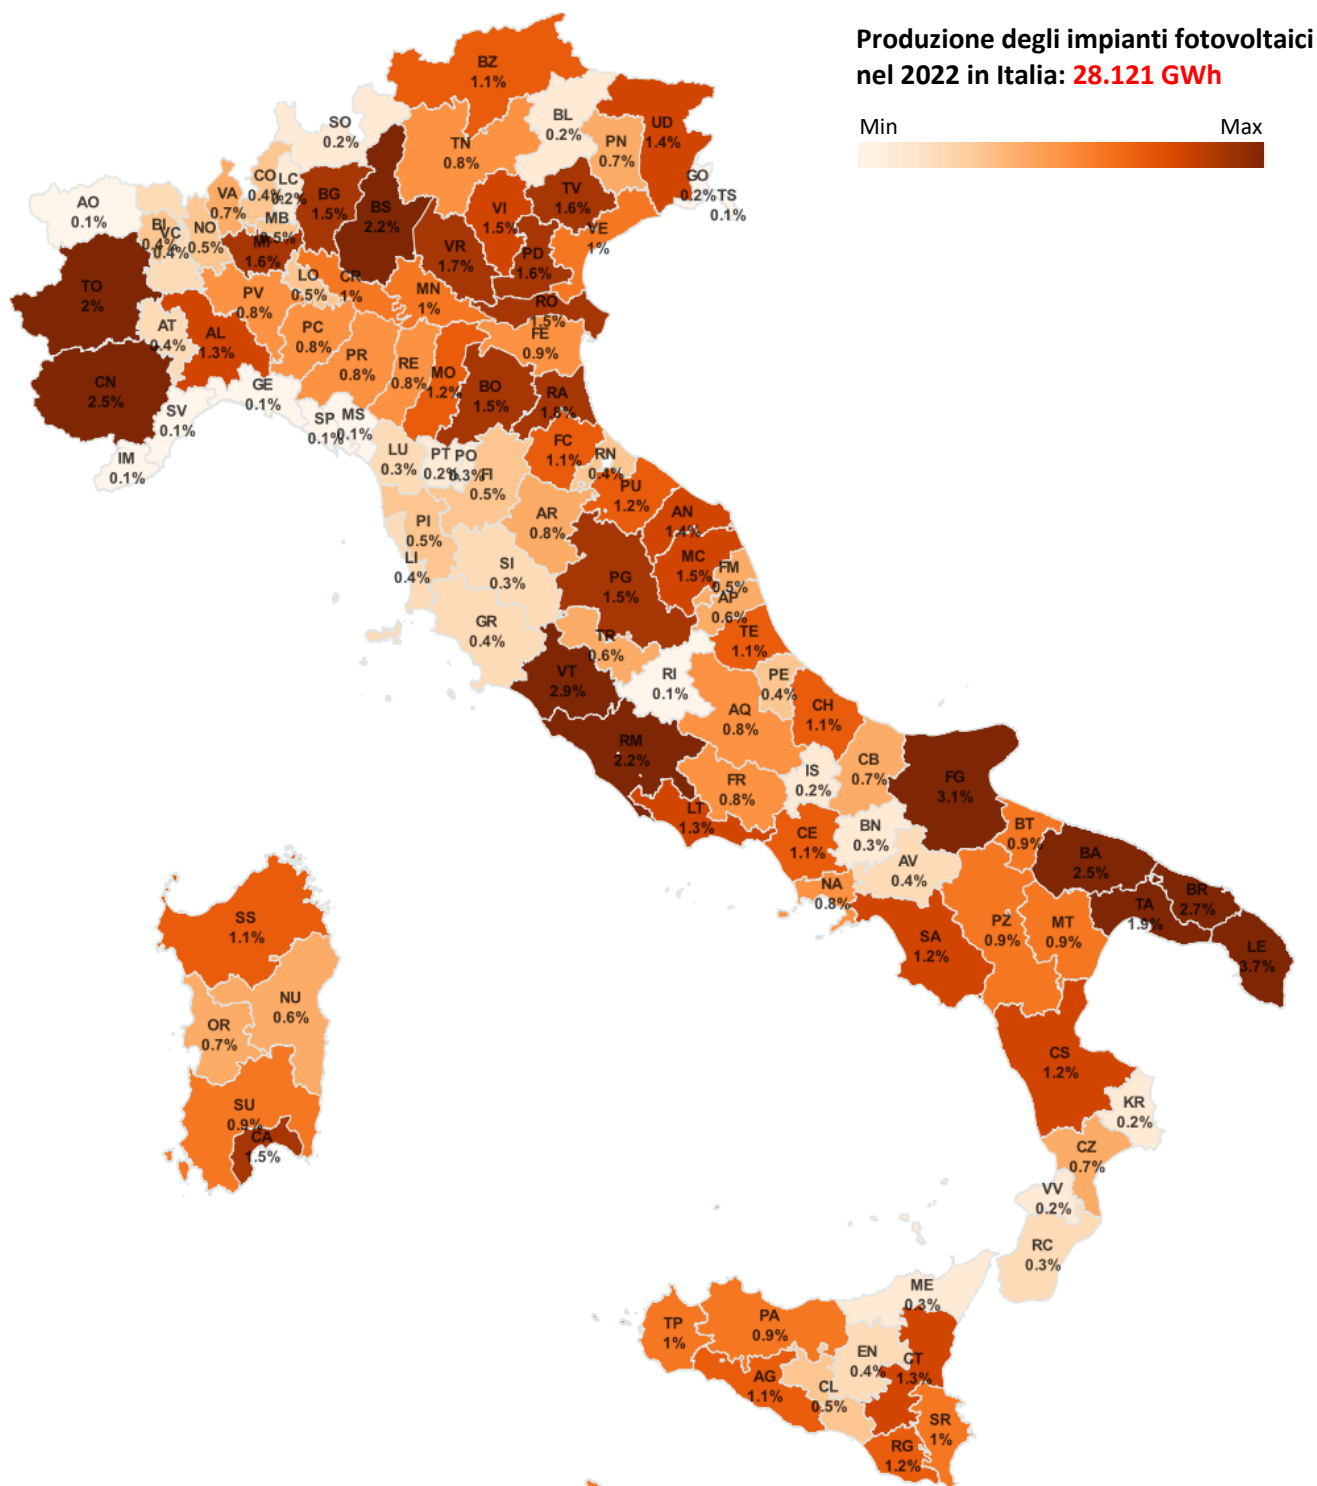 Produzione degli impianti fotovoltaici
nel 2022 in Italia: 28.121 GWh
Min
Max
BZ
1.1%
SO
0.2%
BL
0.2%
UD
1.4%
TN
0.8%
PN
0.7%
GO
0.2%
TS
0.1%
AO
0.1%
VA
0.7%
CO
0.4%
LC
0.2%
BG
1.5%
BS
2.2%
VI
1.5%
TV
1.6%
VE
1%
BI
0.4%
VC
0.4%
NO
0.5%
MB
0.5%
MI
1.6%
VR
1.7%
PD
1.6%
TO
2%
PV
0.8%
LO
0.5%
CR
1%
MN
1%
RO
1.5%
AT
0.4%
AL
1.3%
PC
0.8%
PR
0.8%
RE
0.8%
MO
1.2%
FE
0.9%
BO
1.5%
RA
1.8%
CN
2.5%
GE
0.1%
SV
0.1%
SP
0.1%
MS
0.1%
IM
0.1%
LU
0.3%
PT
0.2%
PO
0.3%
FI
0.5%
FC
1.1%
RN
0.4%
PU
1.2%
AR
0.8%
AN
1.4%
PI
0.5%
LI
0.4%
SI
0.3%
PG
1.5%
MC
1.5%
FM
0.5%
AP
0.6%
GR
0.4%
TR
0.6%
TE
1.1%
VT
2.9%
RI
0.1%
PE
0.4%
AQ
0.8%
CH
1.1%
RM
2.2%
FR
0.8%
IS
0.2%
CB
0.7%
FG
3.1%
LT
1.3%
CE
1.1%
BN
0.3%
BT
0.9%
BA
2.5%
AV
0.4%
NA
0.8%
BR
2.7%
TA
1.9%
LE
3.7%
SA
1.2%
PZ
0.9%
MT
0.9%
SS
1.1%
NU
0.6%
OR
0.7%
SU
0.9%
CA
1.5%
CS
1.2%
KR
0.2%
CZ
0.7%
VV
0.2%
RC
0.3%
ME
0.3%
TP
1%
PA
0.9%
EN
0.4%
CT
1.3%
AG
1.1%
CL
0.5%
SR
1%
RG
1.2%